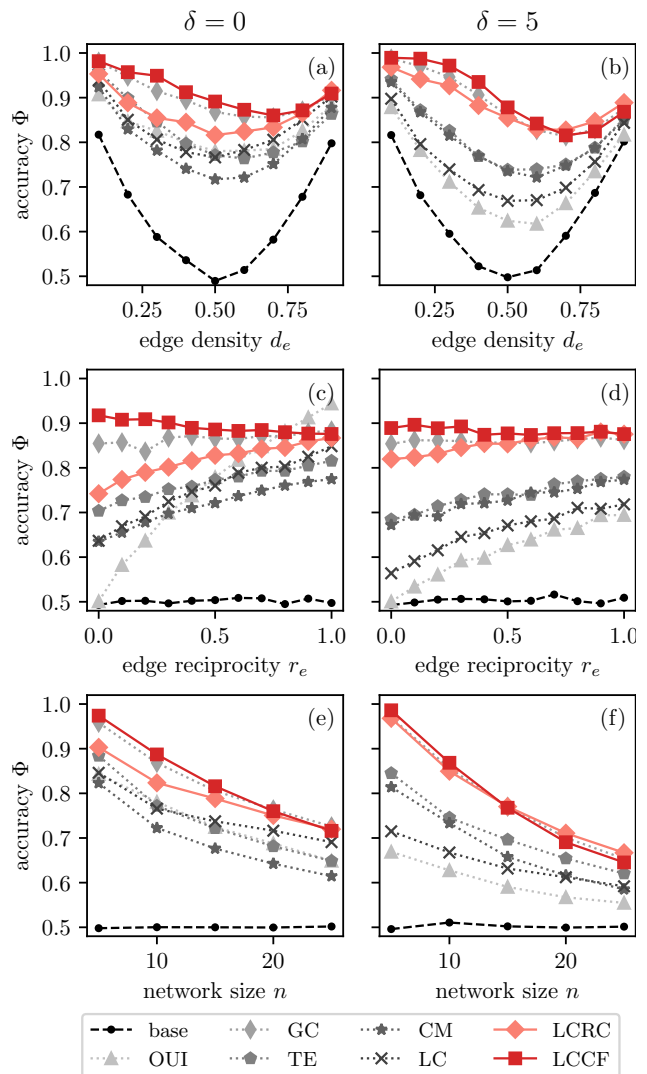 δ = 0
δ = 5
1.0
0.9
0.8
0.7
0.6
0.5
accuracy Φ
(a)
0.25 0.50 0.75
edge density d_e
(b)
0.25 0.50 0.75
edge density d_e
1.0
0.9
0.8
0.7
0.6
0.5
accuracy Φ
(c)
0.0 0.5 1.0
edge reciprocity r_e
(d)
0.0 0.5 1.0
edge reciprocity r_e
1.0
0.9
0.8
0.7
0.6
0.5
accuracy Φ
(e)
10 20
network size n
(f)
10 20
network size n
base GC CM LCRC
OUI TE LC LCCF